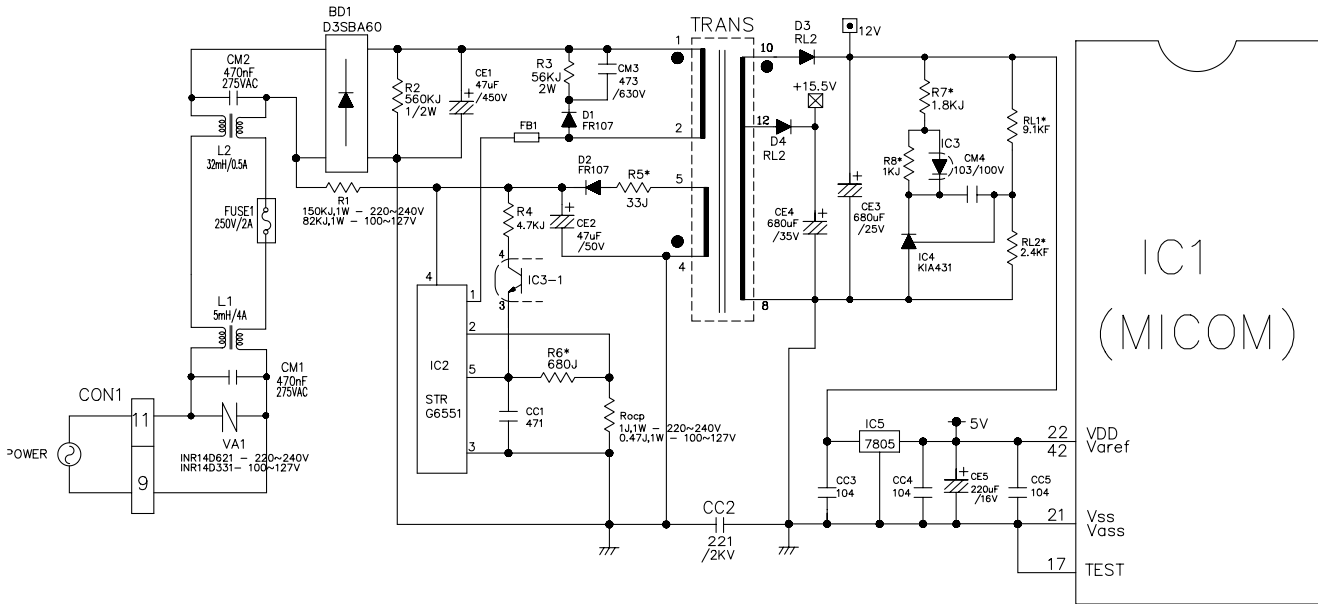 BD1
D3SBA60
TRANS
D3
RL2
12V
CM2
470nF
275VAC
R2
560KJ
1/2W
CE1
47uF
/450V
R3
56KJ
2W
CM3
473
/630V
D1
FR107
FB1
1
2
10
12
+15.5V
D4
RL2
R7*
1.8KJ
RL1*
9.1KF
IC3
R8*
1KJ
CM4
103/100V
L2
32mH/0.5A
R1
150KJ,1W - 220~240V
82KJ,1W - 100~127V
D2
FR107
R5*
33J
5
4
R4
4.7KJ
CE2
47uF
/50V
FUSE1
250V/2A
CE4
680uF
/35V
CE3
680uF
/25V
IC4
KIA431
RL2*
2.4KF
8
4
IC3-1
3
IC1
(MICOM)
L1
5mH/4A
4
1
2
5
3
IC2
STR
G6551
R6*
680J
CC1
471
Rocp
1J,1W - 220~240V
0.47J,1W - 100~127V
CM1
470nF
275VAC
CON1
11
9
POWER
VA1
INR14D621 - 220~240V
INR14D331- 100~127V
CC2
221
/2KV
IC5
7805
5V
CC3
104
CC4
104
CE5
220uF
/16V
CC5
104
22
42
VDD
Varef
21
Vss
Vass
17
TEST